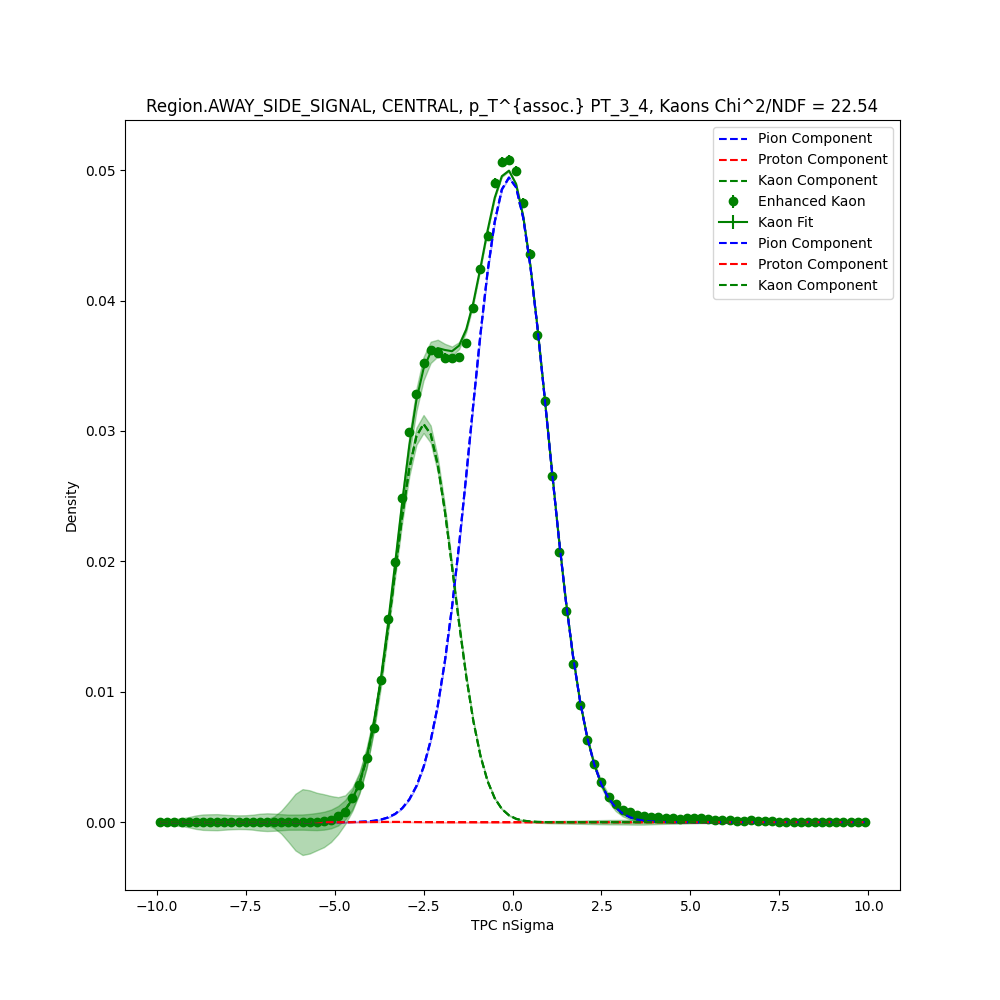 Region.AWAY_SIDE_SIGNAL, CENTRAL, p_T^{assoc.} PT_3_4, Kaons Chi^2/NDF = 22.54
Pion Component
Proton Component
Kaon Component
Enhanced Kaon
Kaon Fit
Pion Component
Proton Component
Kaon Component
0.05
0.04
0.03
0.02
0.01
0.00
Density
−10.0 −7.5 −5.0 −2.5 0.0 2.5 5.0 7.5 10.0
TPC nSigma